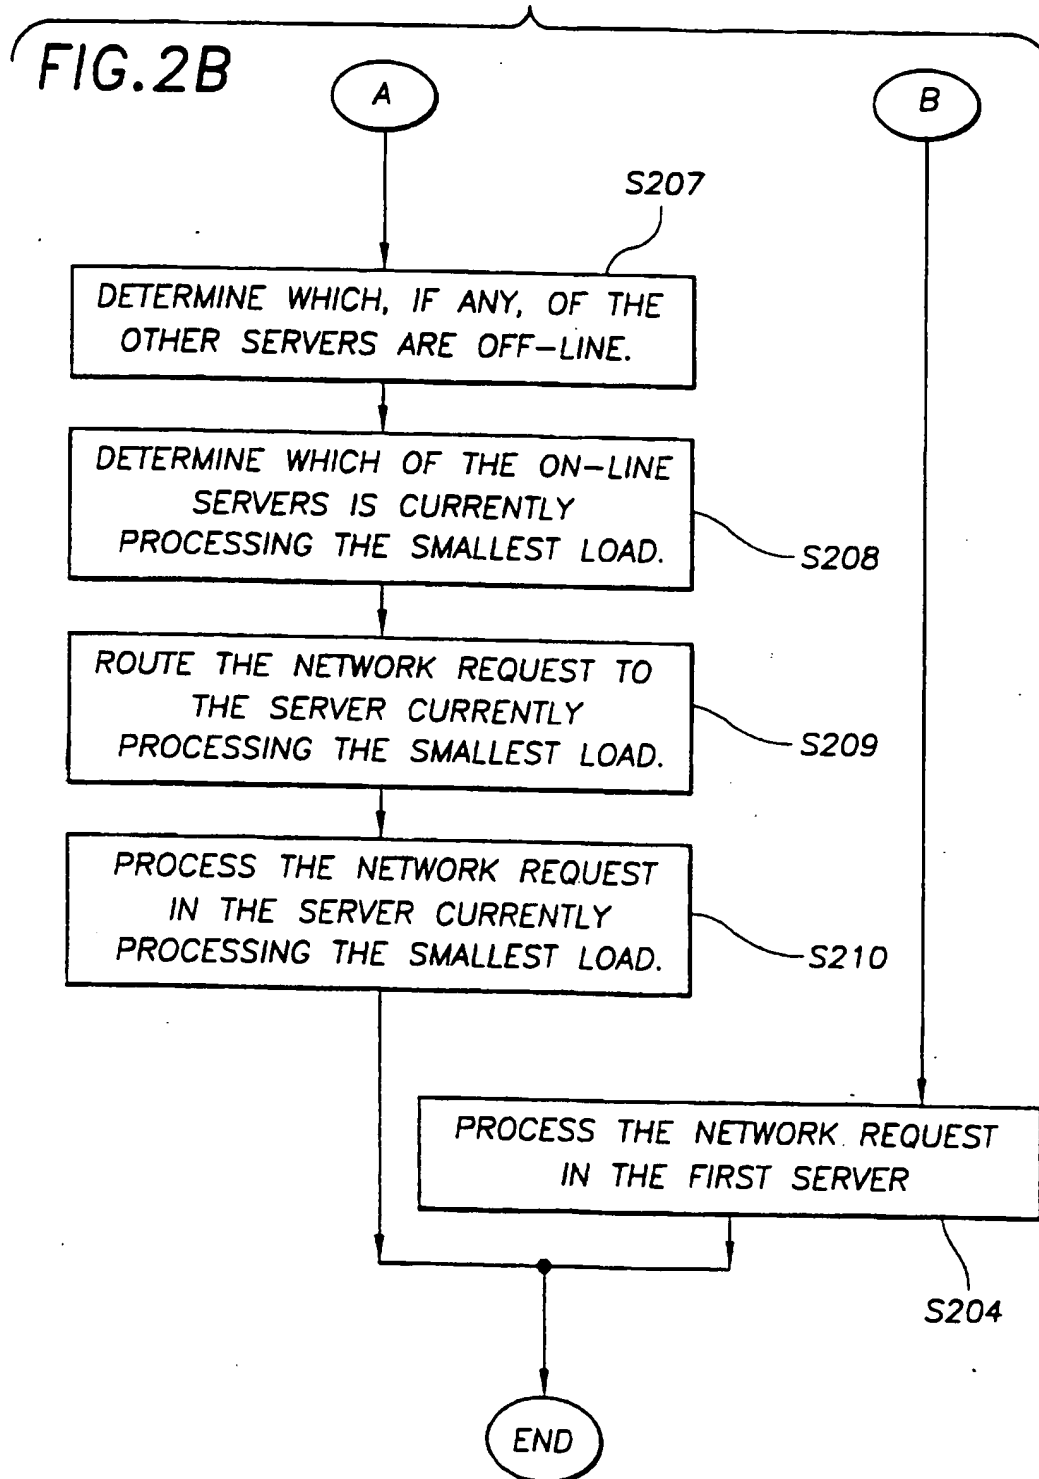 FIG.2B
A
B
S207
DETERMINE WHICH, IF ANY, OF THE
OTHER SERVERS ARE OFF-LINE.
DETERMINE WHICH OF THE ON-LINE
SERVERS IS CURRENTLY
PROCESSING THE SMALLEST LOAD.
S208
ROUTE THE NETWORK REQUEST TO
THE SERVER CURRENTLY
PROCESSING THE SMALLEST LOAD.
S209
PROCESS THE NETWORK REQUEST
IN THE SERVER CURRENTLY
PROCESSING THE SMALLEST LOAD.
S210
PROCESS THE NETWORK REQUEST
IN THE FIRST SERVER
S204
END